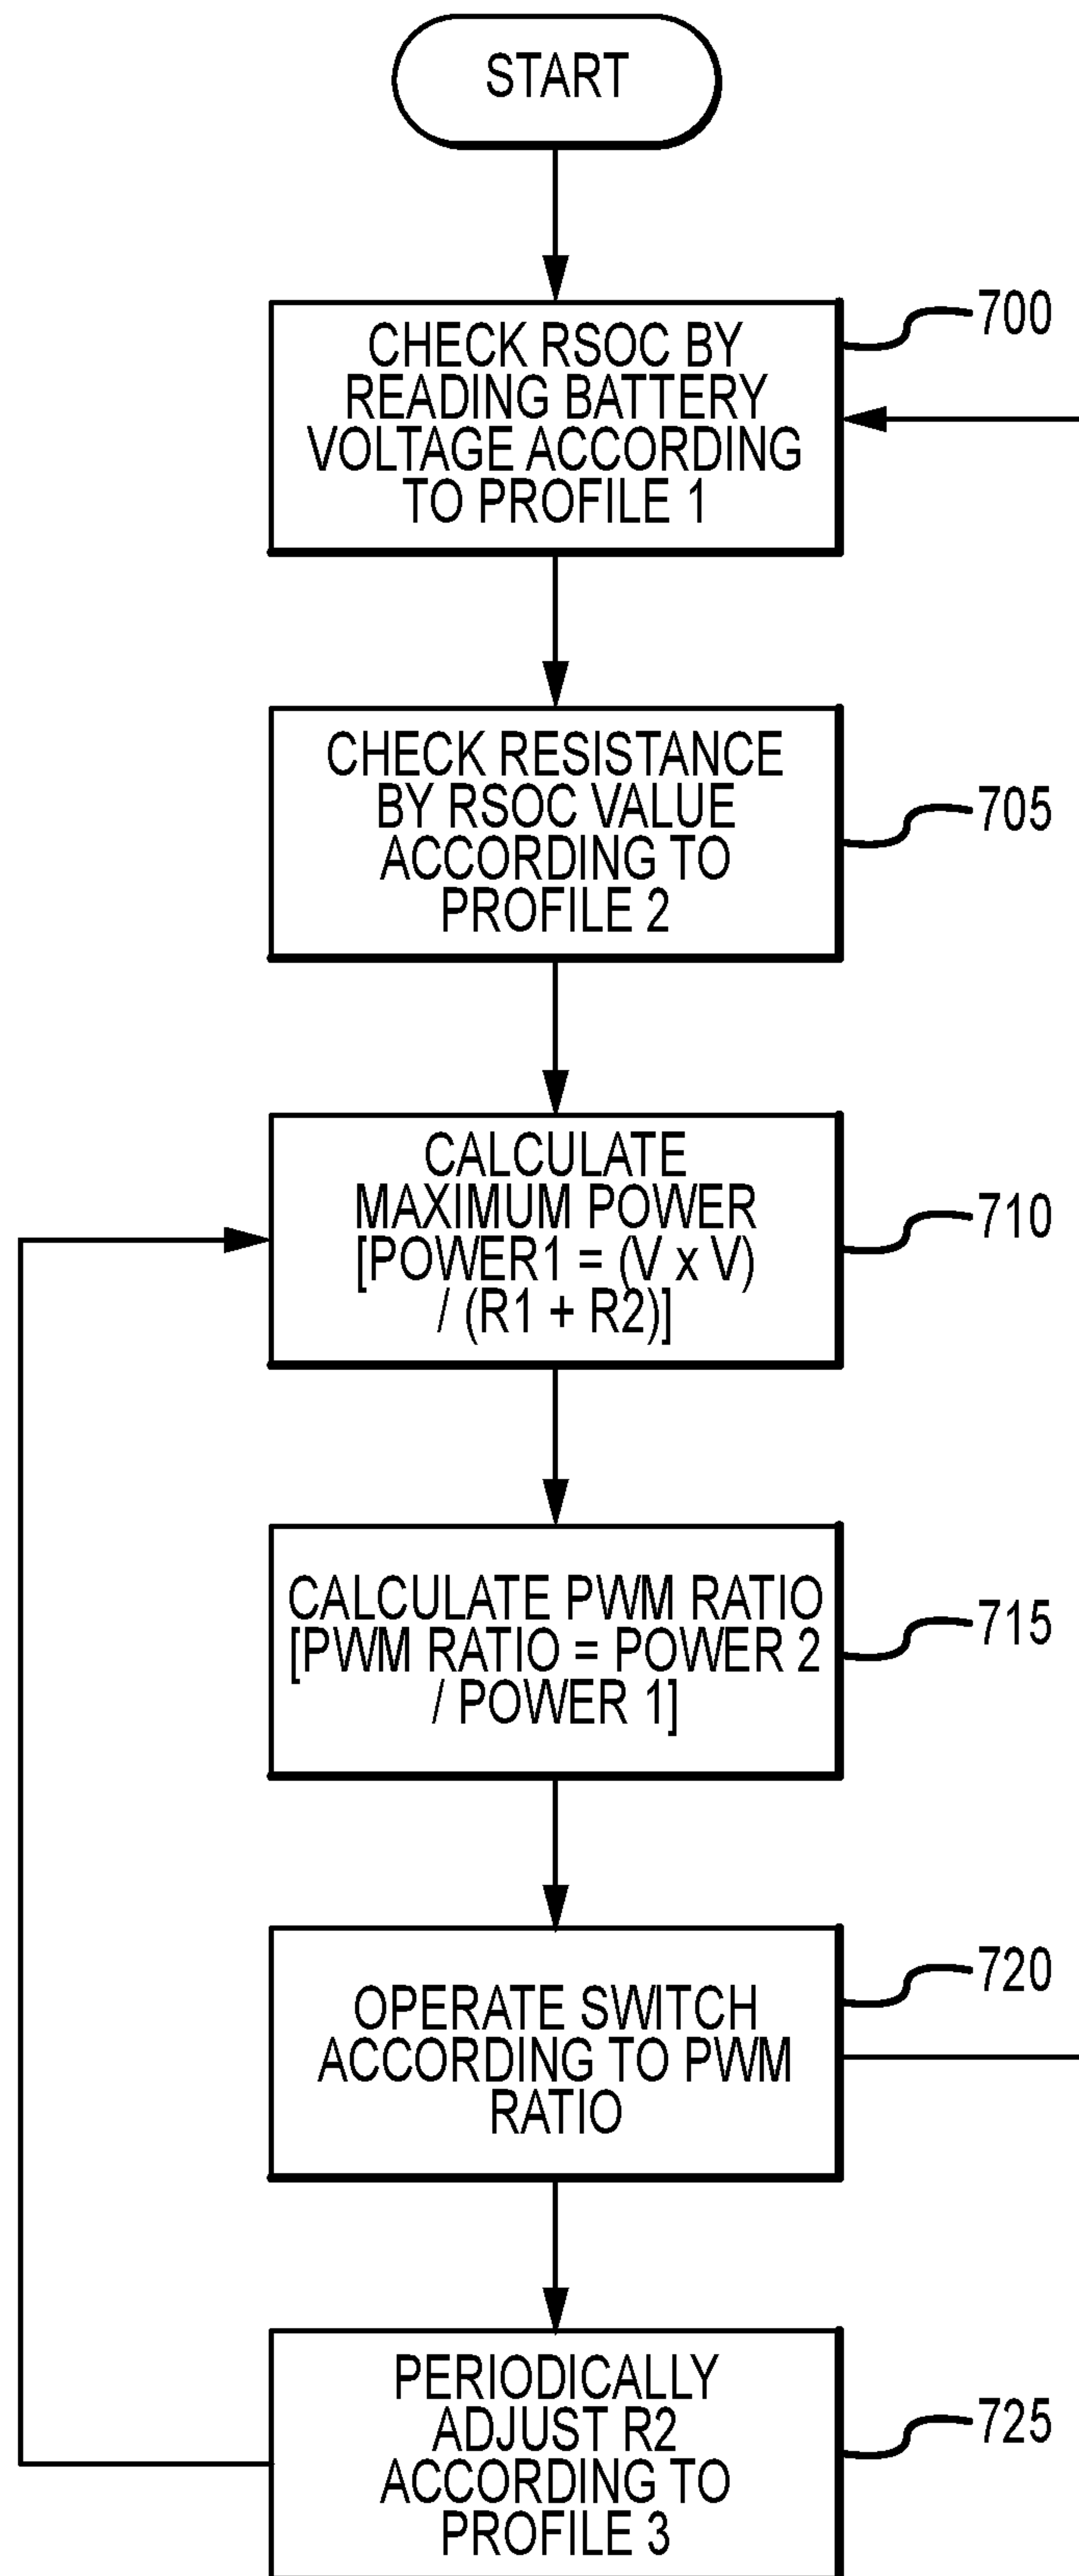 START
CHECK RSOC BY
READING BATTERY
VOLTAGE ACCORDING
TO PROFILE 1
700
CHECK RESISTANCE
BY RSOC VALUE
ACCORDING TO
PROFILE 2
705
CALCULATE
MAXIMUM POWER
[POWER1 = (V x V)
/ (R1 + R2)]
710
CALCULATE PWM RATIO
[PWM RATIO = POWER 2
/ POWER 1]
715
OPERATE SWITCH
ACCORDING TO PWM
RATIO
720
PERIODICALLY
ADJUST R2
ACCORDING TO
PROFILE 3
725